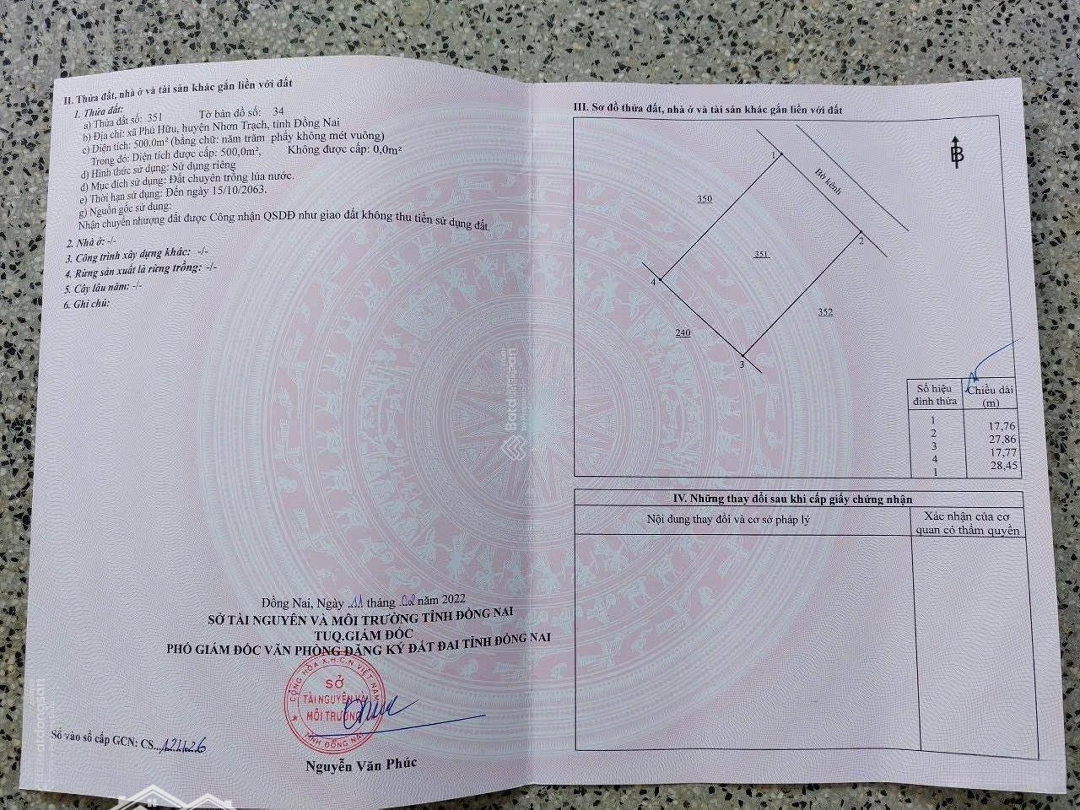 II. Thửa đất, nhà ở và tài sản khác gắn liền với đất
1. Thửa đất:
a) Thửa đất số: 351 Tờ bản đồ số: 34
b) Địa chỉ: xã Phú Hữu, huyện Nhơn Trạch, tỉnh Đồng Nai
c) Diện tích: 500,0m² (bằng chữ: năm trăm phẩy không mét vuông)
Trong đó: Diện tích được cấp: 500,0m², Không được cấp: 0,0m²
d) Hình thức sử dụng: Sử dụng riêng
đ) Mục đích sử dụng: Đất chuyên trồng lúa nước.
e) Thời hạn sử dụng: Đến ngày 15/10/2063.
g) Nguồn gốc sử dụng:
Nhận chuyển nhượng đất được Công nhận QSDĐ như giao đất không thu tiền sử dụng đất.
2. Nhà ở: -/-
3. Công trình xây dựng khác: -/-
4. Rừng sản xuất là rừng trồng: -/-
5. Cây lâu năm: -/-
6. Ghi chú:
Đồng Nai, Ngày 11 tháng 02 năm 2022
SỞ TÀI NGUYÊN VÀ MÔI TRƯỜNG TỈNH ĐỒNG NAI
TUQ.GIÁM ĐỐC
PHÓ GIÁM ĐỐC VĂN PHÒNG ĐĂNG KÝ ĐẤT ĐAI TỈNH ĐỒNG NAI
CỘNG HÒA X.H.C.N VIỆT NAM
SỞ
TÀI NGUYÊN VÀ
MÔI TRƯỜNG
TỈNH ĐỒNG NAI
Nguyễn Văn Phúc
Số vào sổ cấp GCN: CS...12426
III. Sơ đồ thửa đất, nhà ở và tài sản khác gắn liền với đất
B
1
Bờ kênh
350
2
351
4
352
240
3
Số hiệu đỉnh thửa Chiều dài (m)
1
17,76
2
27,86
3
17,77
4
28,45
1
IV. Những thay đổi sau khi cấp giấy chứng nhận
Nội dung thay đổi và cơ sở pháp lý
Xác nhận của cơ
quan có thẩm quyền
Batdongsan